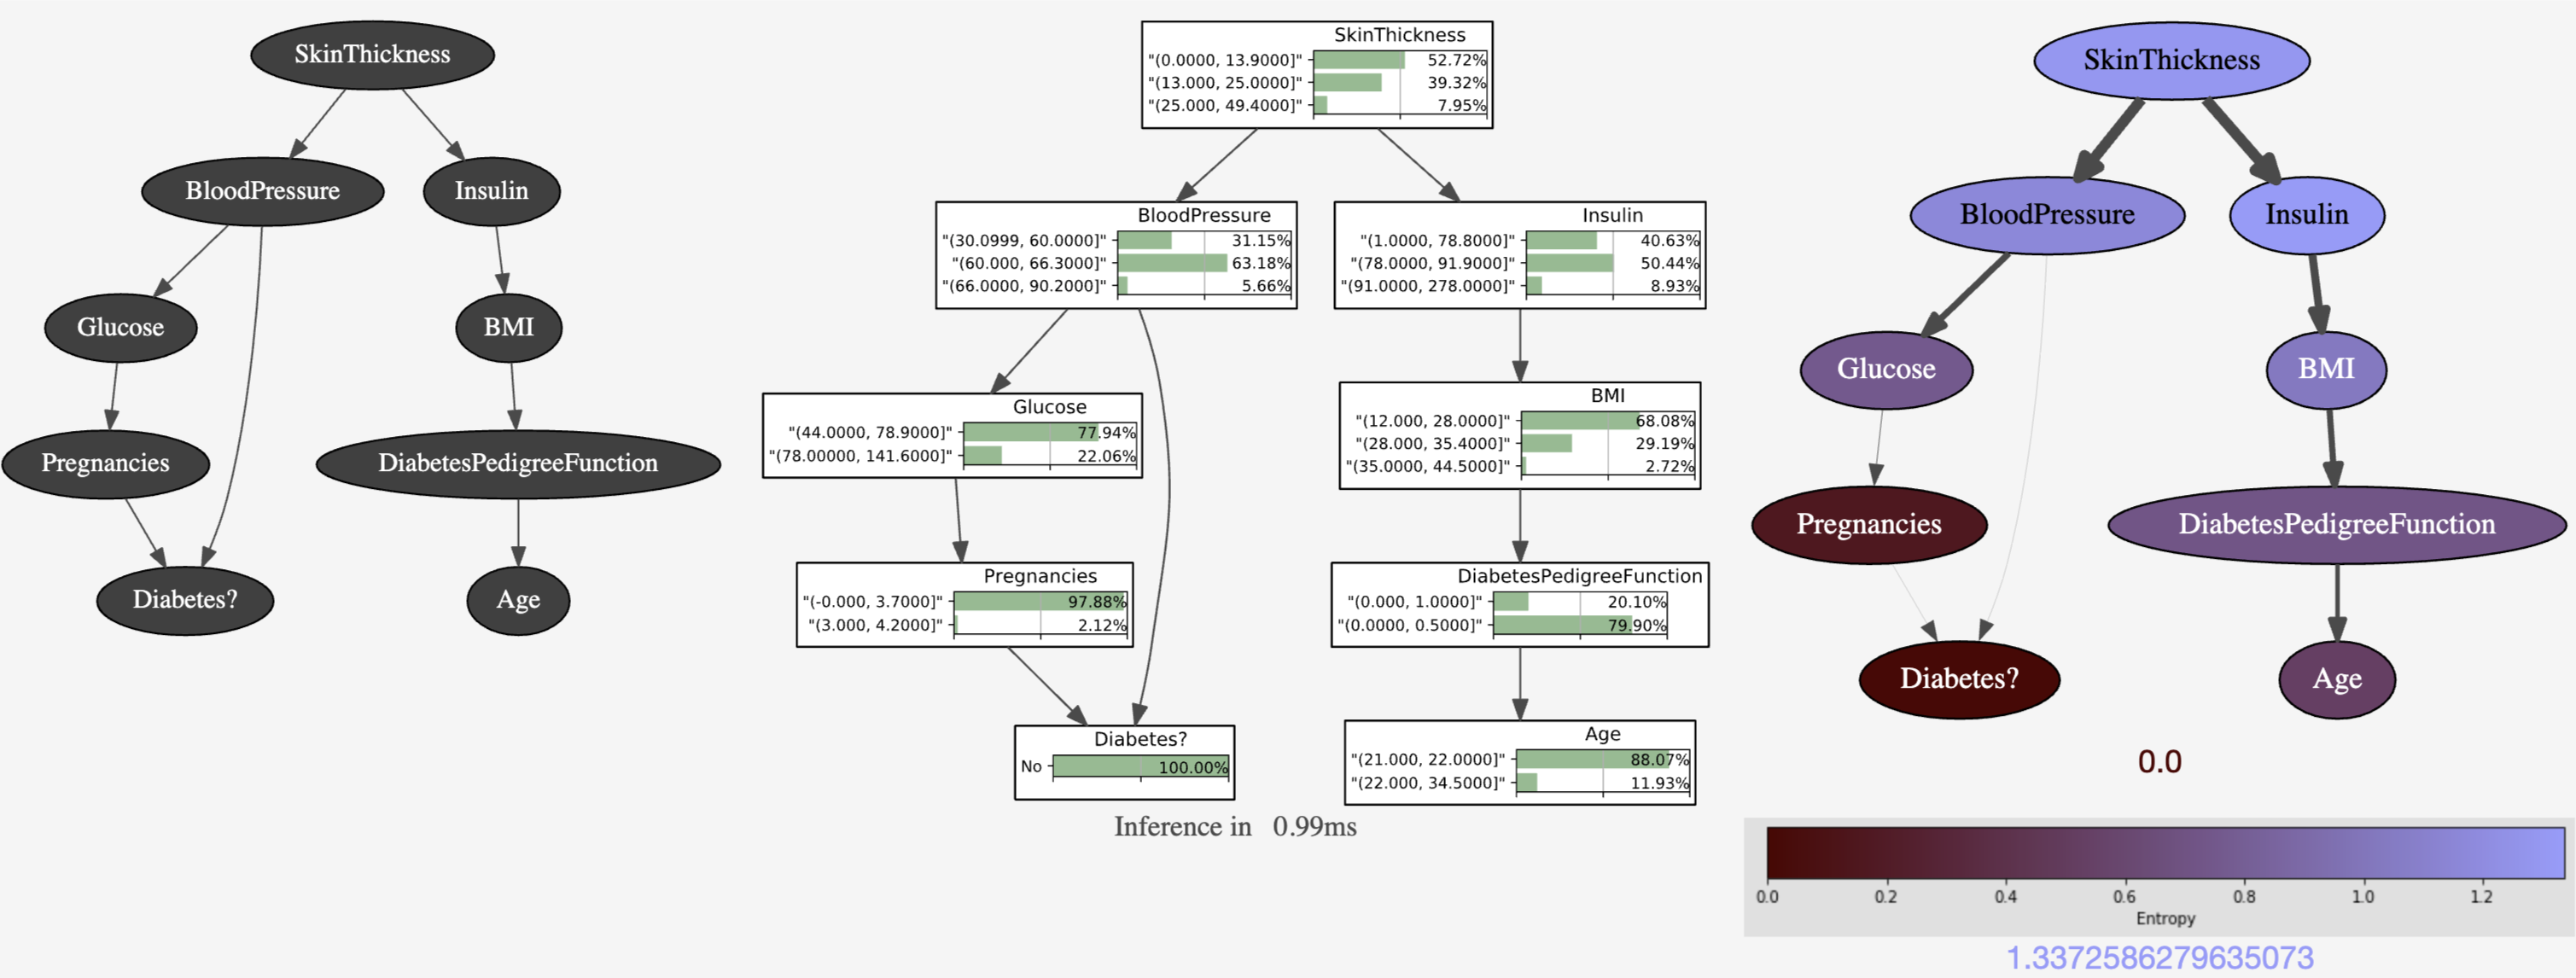 SkinThickness
BloodPressure
Insulin
Glucose
BMI
Pregnancies
DiabetesPedigreeFunction
Diabetes?
Age
SkinThickness
"(0.0000, 13.9000]" 52.72%
"(13.000, 25.0000]" 39.32%
"(25.000, 49.4000]" 7.95%
BloodPressure
"(30.0999, 60.0000]" 31.15%
"(60.000, 66.3000]" 63.18%
"(66.0000, 90.2000]" 5.66%
Insulin
"(1.0000, 78.8000]" 40.63%
"(78.0000, 91.9000]" 50.44%
"(91.0000, 278.0000]" 8.93%
Glucose
"(44.0000, 78.9000]" 77.94%
"(78.00000, 141.6000]" 22.06%
BMI
"(12.000, 28.0000]" 68.08%
"(28.000, 35.4000]" 29.19%
"(35.0000, 44.5000]" 2.72%
Pregnancies
"(-0.000, 3.7000]" 97.88%
"(3.000, 4.2000]" 2.12%
DiabetesPedigreeFunction
"(0.000, 1.0000]" 20.10%
"(0.0000, 0.5000]" 79.90%
Diabetes?
No 100.00%
Age
"(21.000, 22.0000]" 88.07%
"(22.000, 34.5000]" 11.93%
Inference in 0.99ms
SkinThickness
BloodPressure
Insulin
Glucose
BMI
Pregnancies
DiabetesPedigreeFunction
Diabetes?
Age
0.0
0.0 0.2 0.4 0.6 0.8 1.0 1.2
Entropy
1.3372586279635073